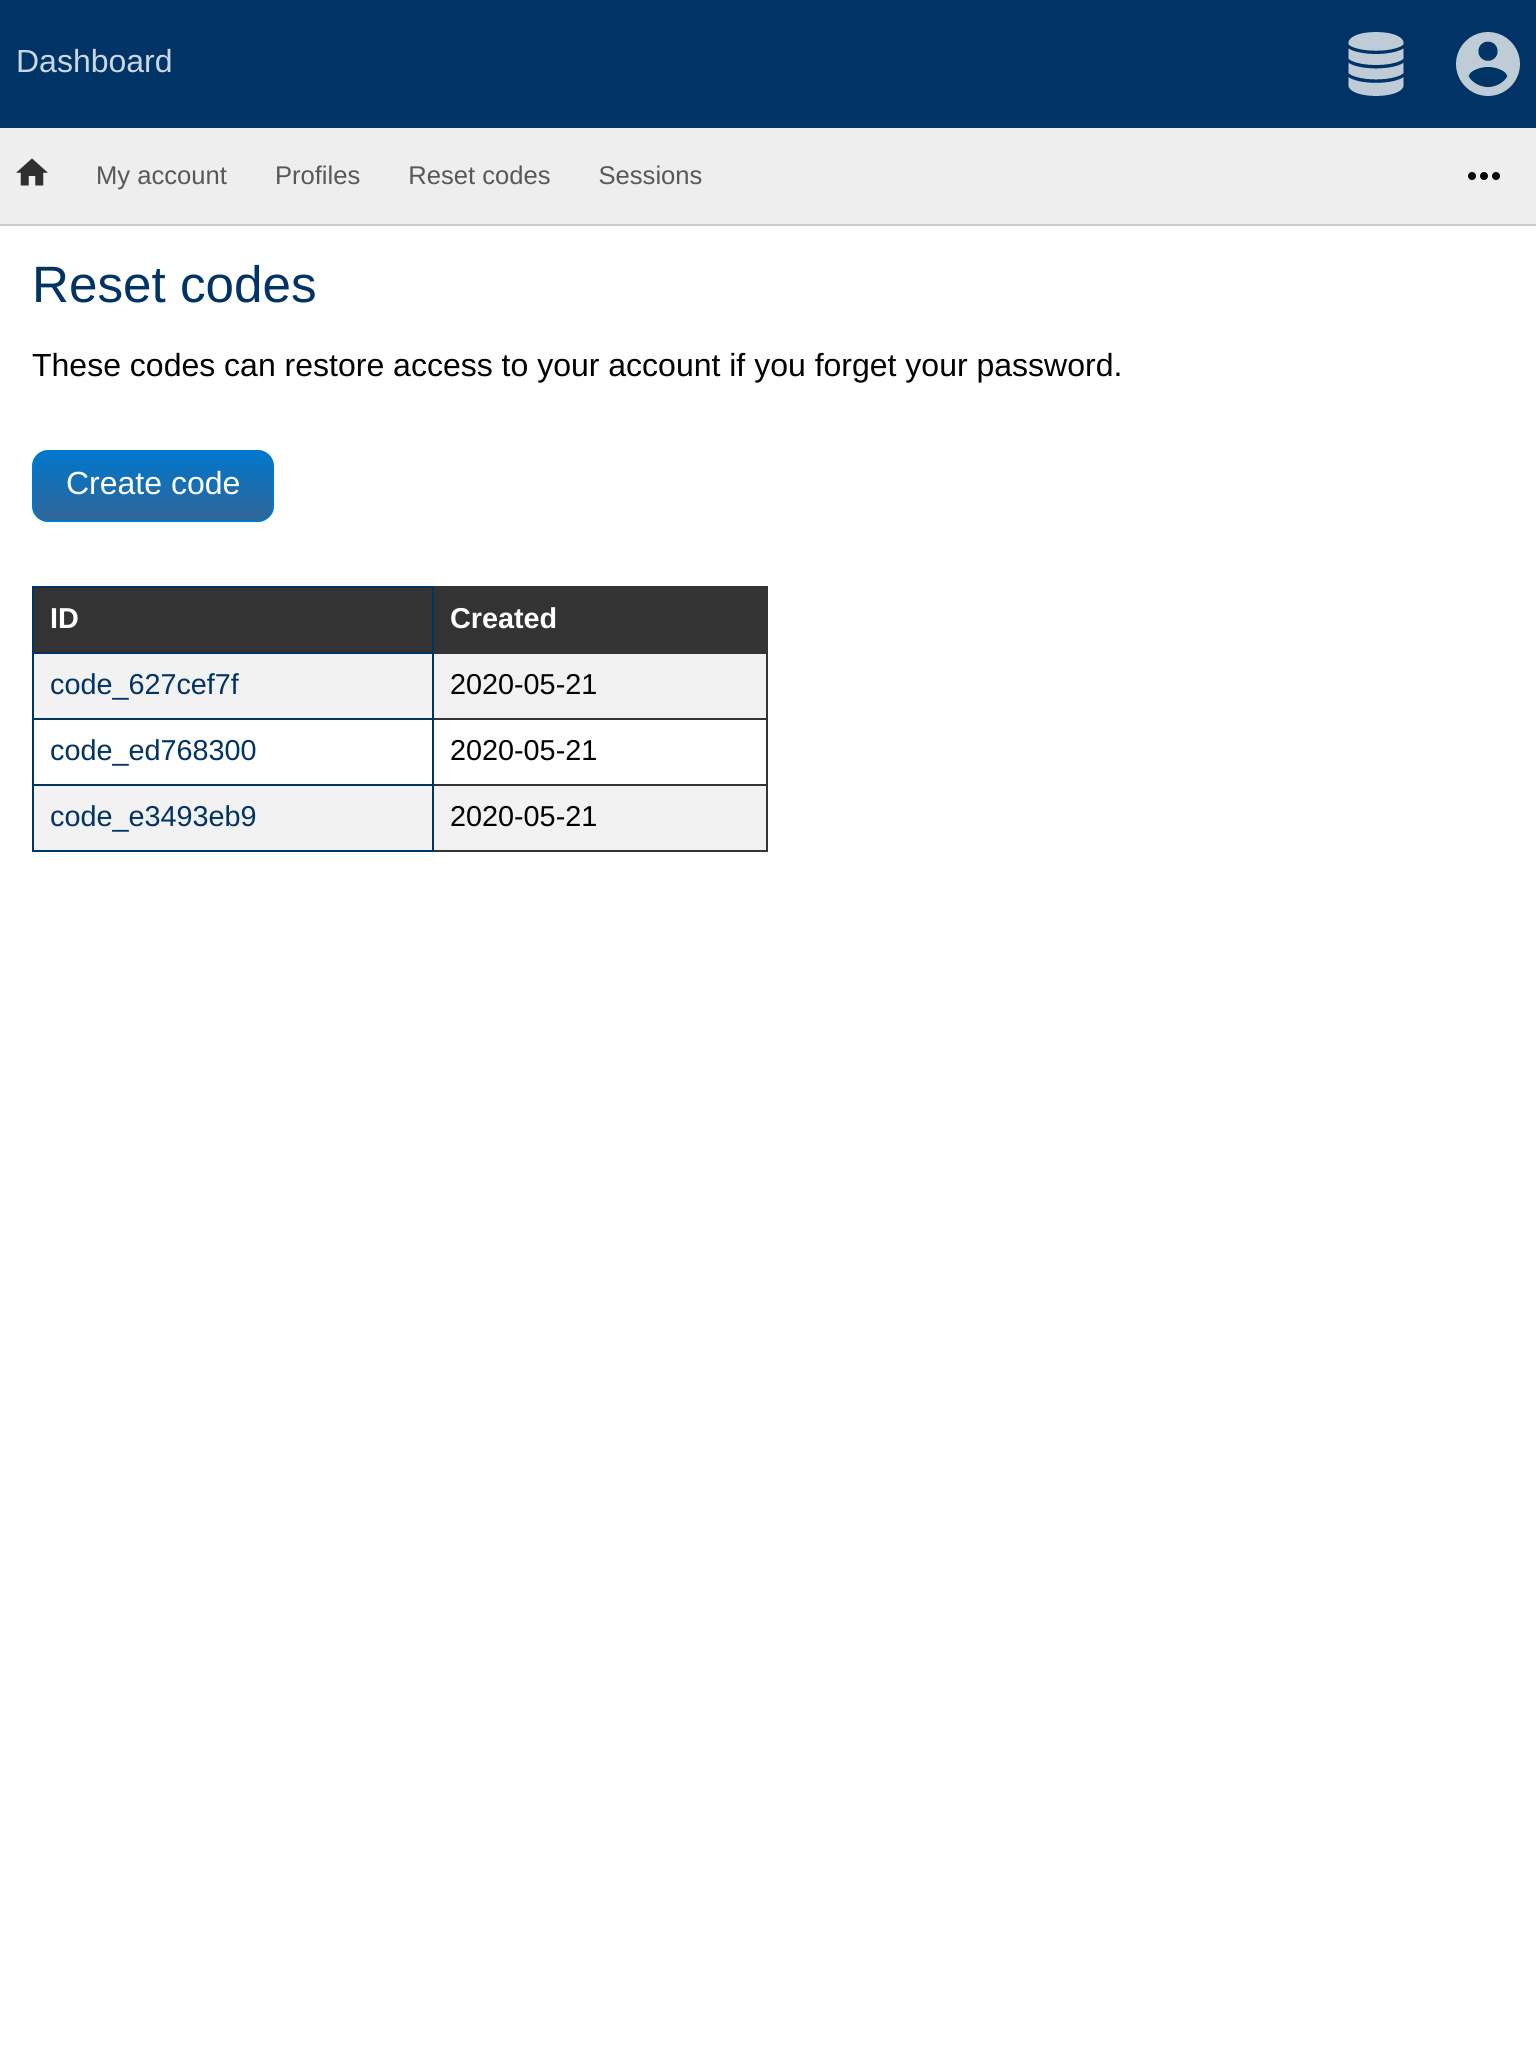 Dashboard
My account Profiles Reset codes Sessions
Reset codes
These codes can restore access to your account if you forget your password.
Create code
ID Created
code_627cef7f 2020-05-21
code_ed768300 2020-05-21
code_e3493eb9 2020-05-21